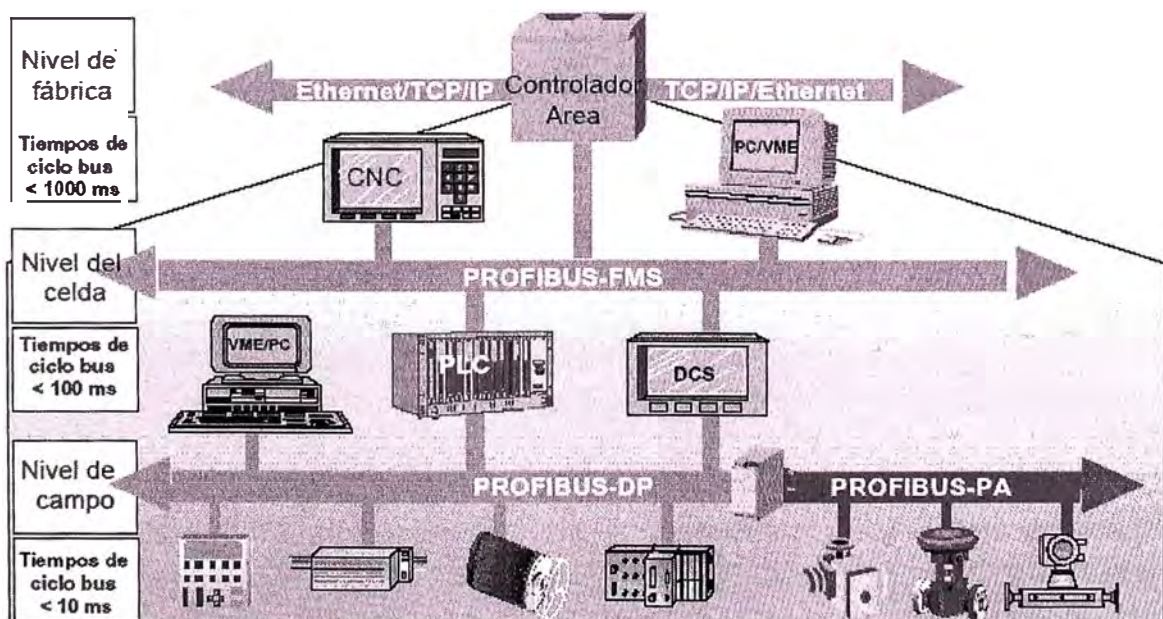 Nivel de
fábrica
Ethernet/TCP/IP
Controlador
Area
TCP/IP/Ethernet
Tiempos de
ciclo bus
< 1000 ms
CNC
PC/VME
Nivel del
celda
PROFIBUS-FMS
Tiempos de
ciclo bus
< 100 ms
VME/PC
PLC
DCS
Nivel de
campo
PROFIBUS-DP
PROFIBUS-PA
Tiempos de
ciclo bus
< 10 ms